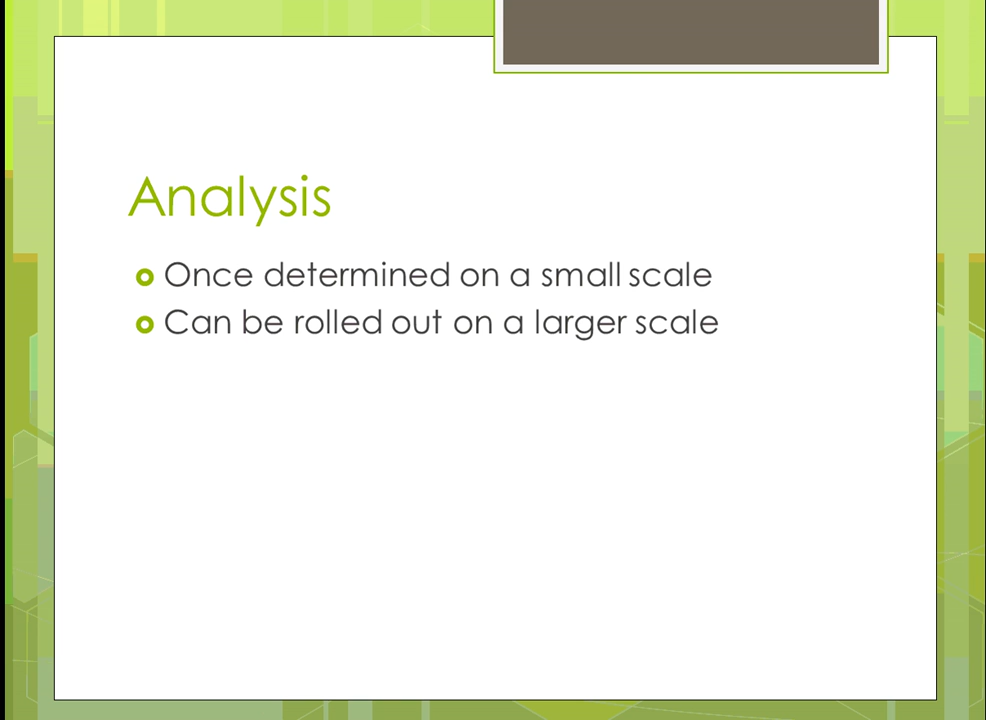 Analysis
Once determined on a small scale
Can be rolled out on a larger scale